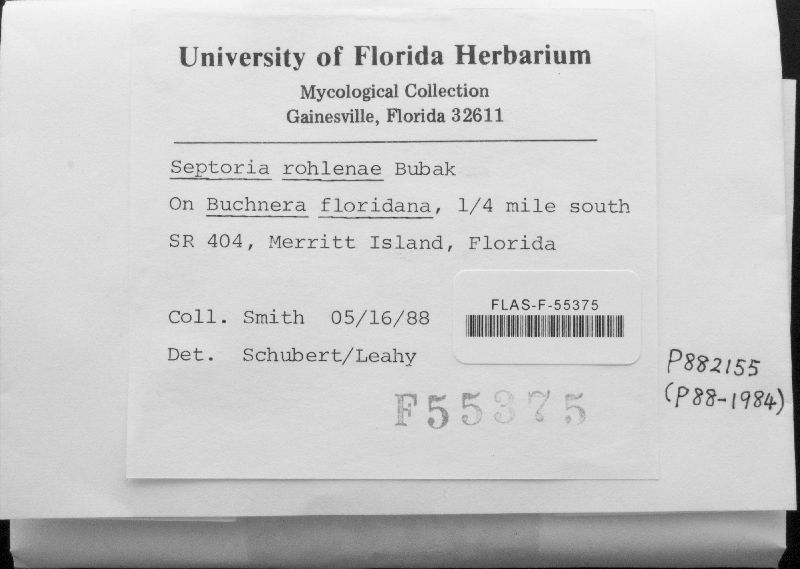 University of Florida Herbarium
Mycological Collection
Gainesville, Florida 32611
Septoria rohlenae Bubak
On Buchnera floridana, 1/4 mile south
SR 404, Merritt Island, Florida
FLAS-F-55375
Coll. Smith 05/16/88
Det. Schubert/Leahy
P882155
(P88-1984)
F55375